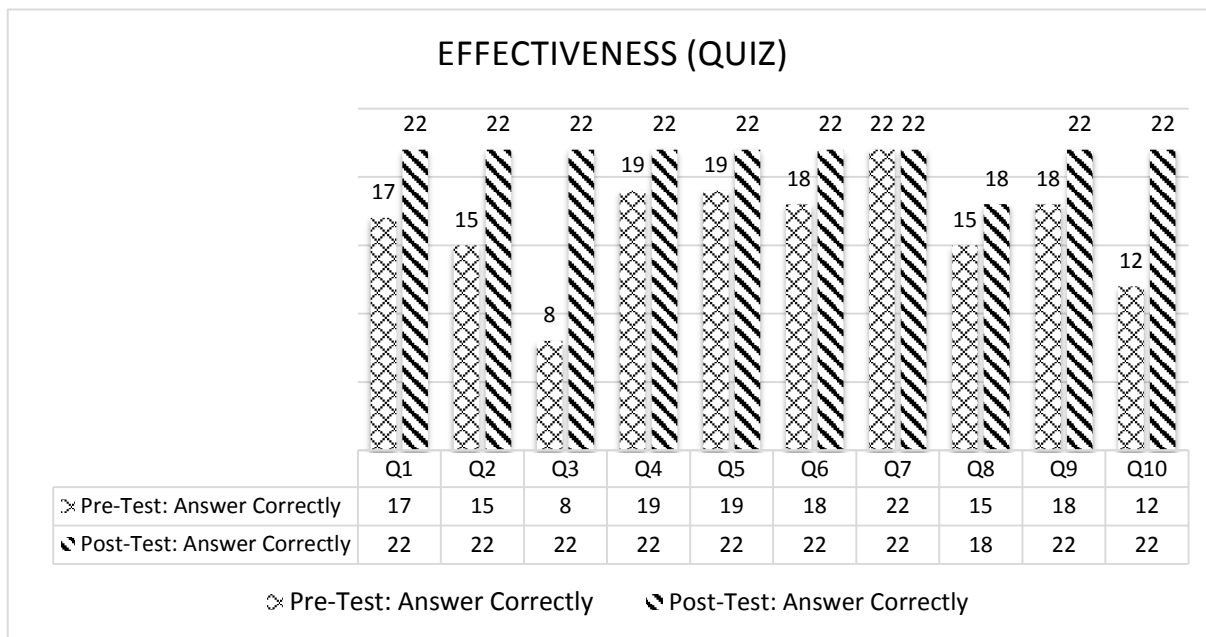 EFFECTIVENESS (QUIZ)
22 22 22 22 22 22 22 22 22 22
17 15 8 19 19 18 15 18 18 12
Q1 Q2 Q3 Q4 Q5 Q6 Q7 Q8 Q9 Q10
Pre-Test: Answer Correctly 17 15 8 19 19 18 22 15 18 12
Post-Test: Answer Correctly 22 22 22 22 22 22 22 18 22 22
Pre-Test: Answer Correctly Post-Test: Answer Correctly